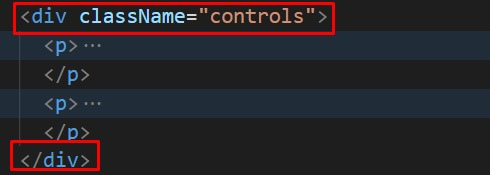 <div className="controls">
<p>...
</p>
<p>...
</p>
</div>